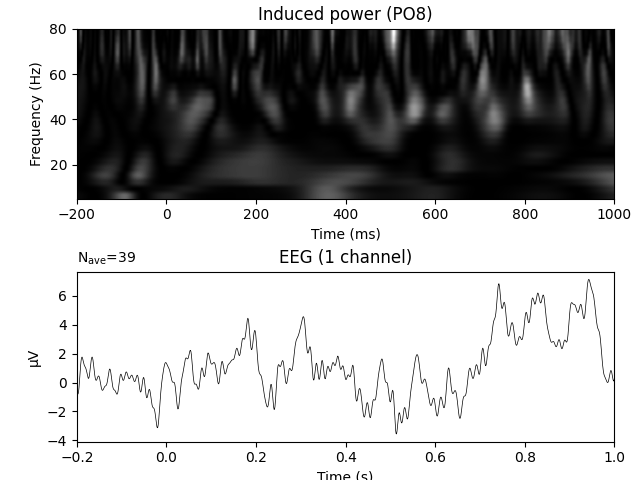 Induced power (PO8)
Frequency (Hz)
80
60
40
20
−200 0 200 400 600 800 1000
Time (ms)
Nave=39
EEG (1 channel)
µV
6
4
2
0
−2
−4
−0.2 0.0 0.2 0.4 0.6 0.8 1.0
Time (s)